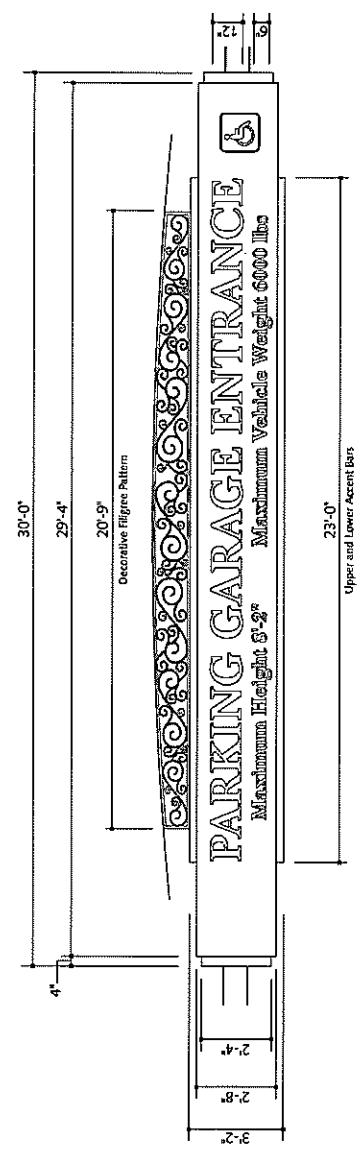 30'-0"
29'-4"
20'-9"
Decorative Filigree Pattern
4"
12"
6"
PARKING GARAGE ENTRANCE
Maximum Height 8'-2" Maximum Vehicle Weight 6000 lbs
2'-4"
2'-8"
3'-2"
23'-0"
Upper and Lower Accent Bars